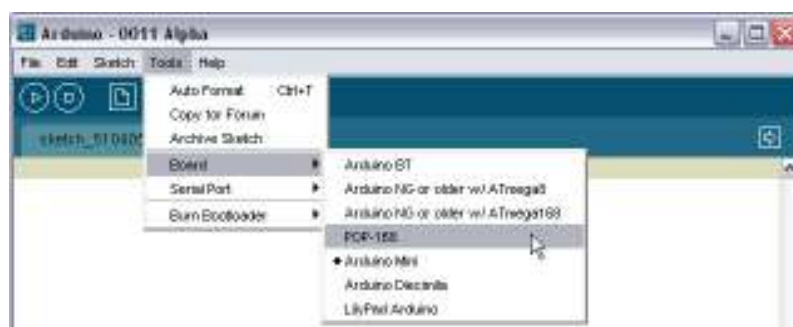 Arduino - 0011 Alpha
File Edit Sketch Tools Help
Auto Format Ctrl+T
Copy for Forum
Archive Sketch
Board
Serial Port
Burn Bootloader
Arduino BT
Arduino NG or older w/ ATmega8
Arduino NG or older w/ ATmega168
POP-168
Arduino Mini
Arduino Diecimila
LilyPad Arduino